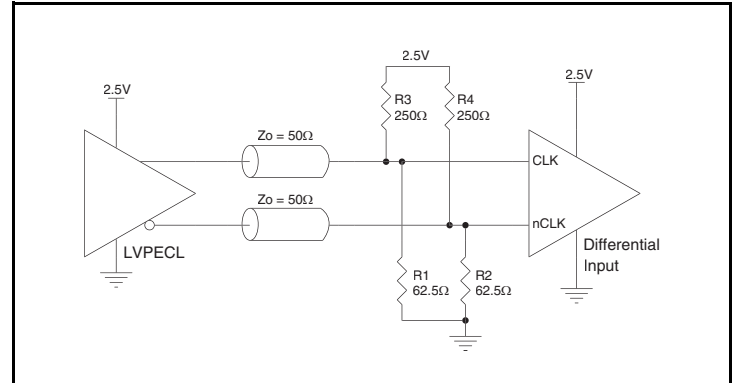 2.5V
2.5V
2.5V
R3
250Ω
R4
250Ω
Zo = 50Ω
CLK
Zo = 50Ω
nCLK
LVPECL
Differential
Input
R1
62.5Ω
R2
62.5Ω